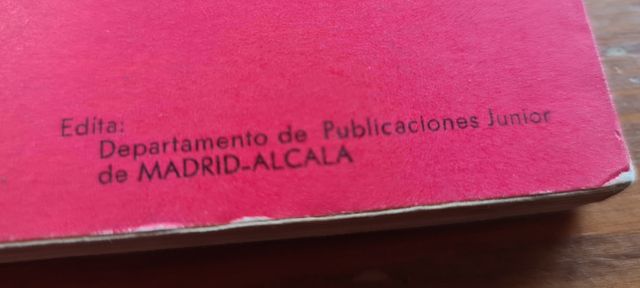 Edita:
Departamento de Publicaciones Junior
de MADRID-ALCALA